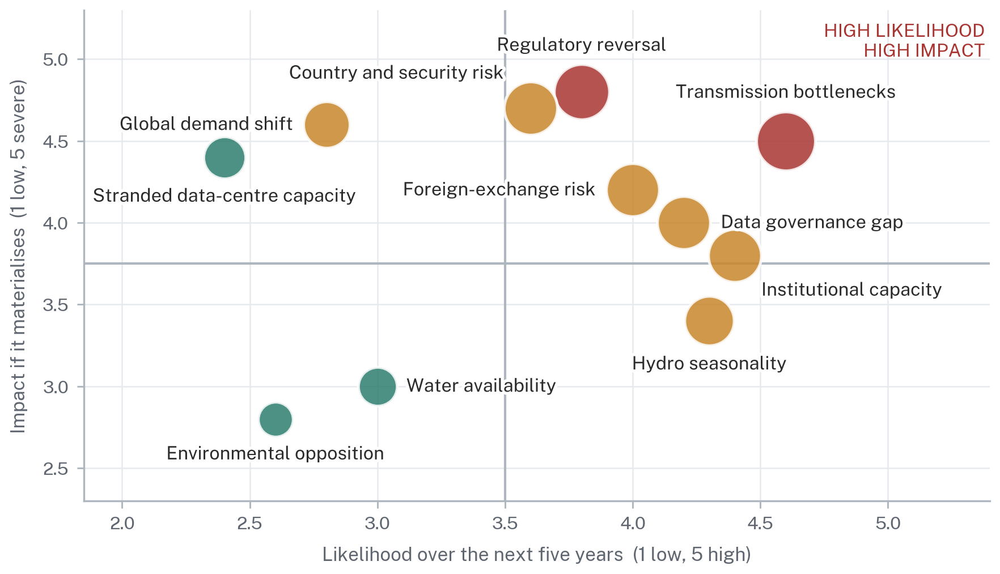 HIGH LIKELIHOOD
HIGH IMPACT
Regulatory reversal
Country and security risk
Transmission bottlenecks
Global demand shift
Stranded data-centre capacity
Foreign-exchange risk
Data governance gap
Institutional capacity
Hydro seasonality
Water availability
Environmental opposition
5.0
4.5
4.0
3.5
3.0
2.5
2.0
2.5
3.0
3.5
4.0
4.5
5.0
Impact if it materialises (1 low, 5 severe)
Likelihood over the next five years (1 low, 5 high)